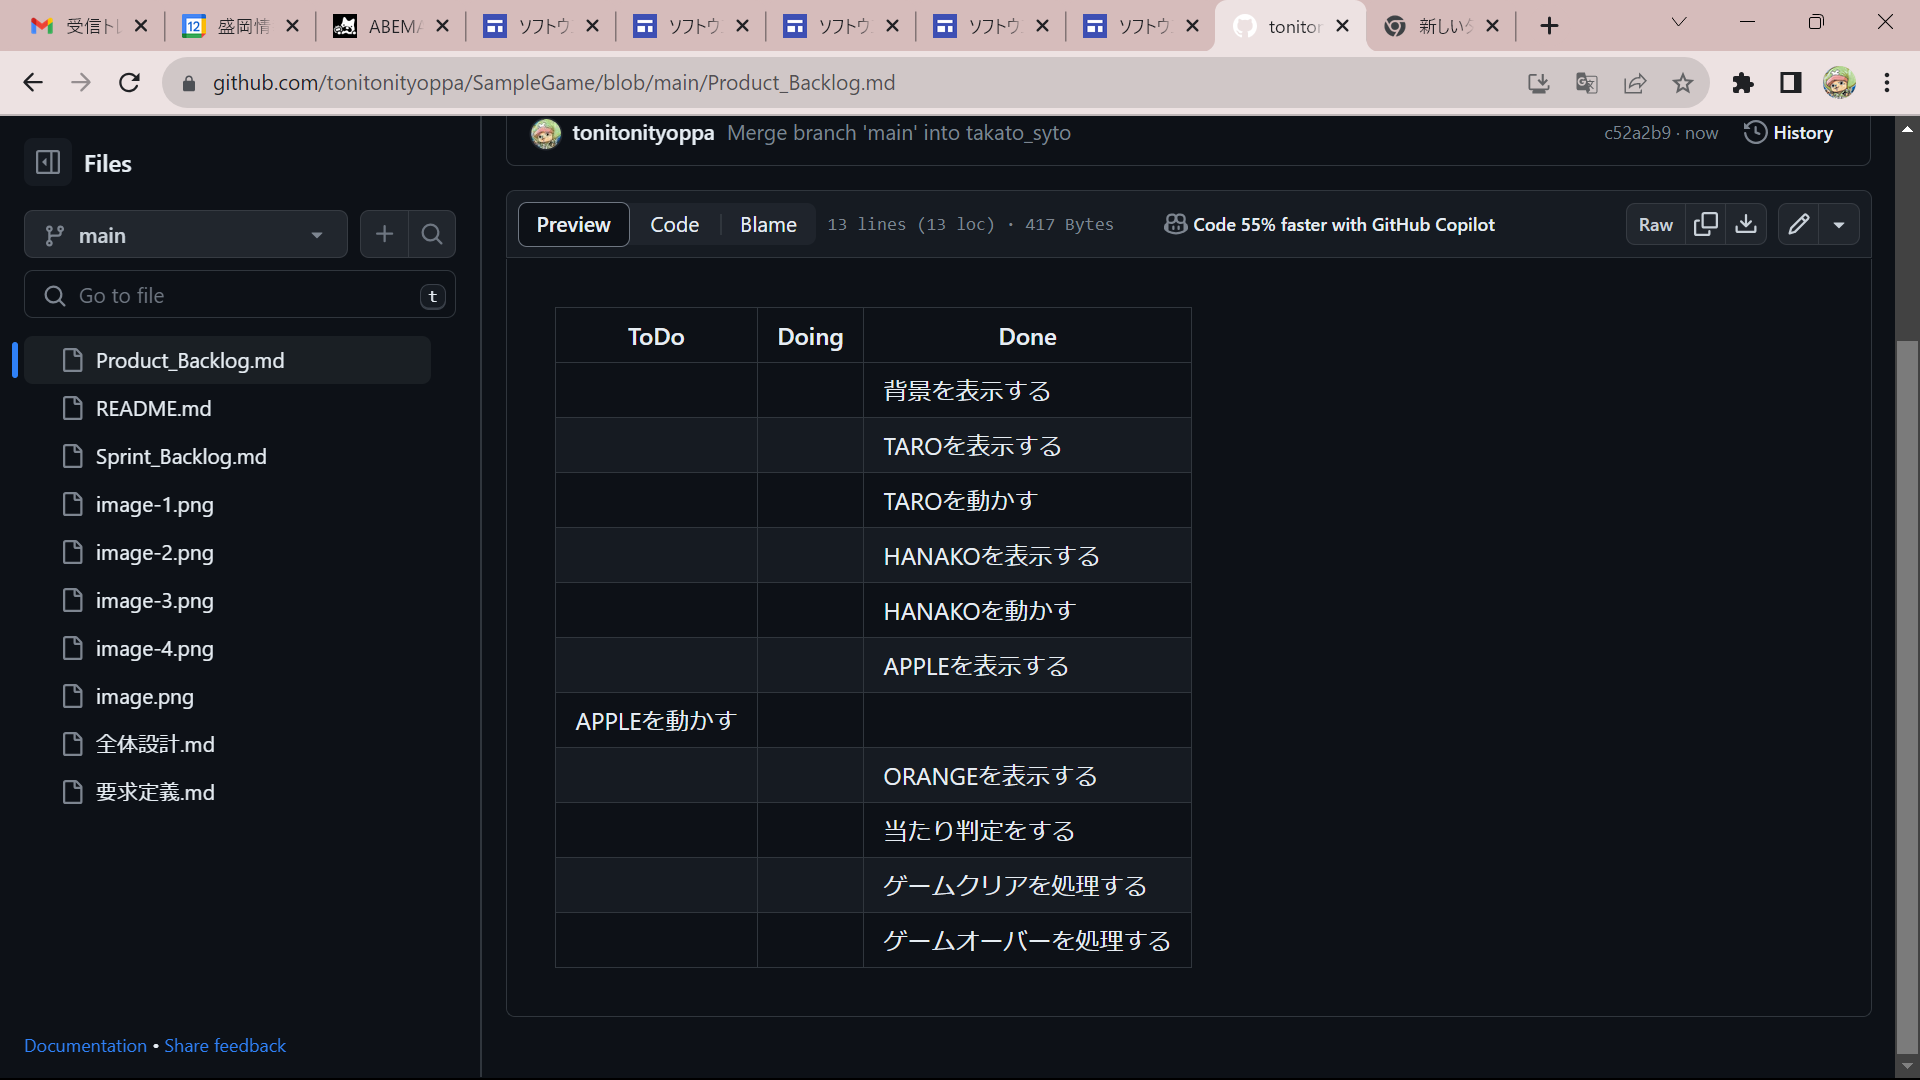 受信トレ
盛岡情
ABEMA
ソフトウ
ソフトウ
ソフトウ
ソフトウ
ソフトウ
tonitor
新しいタ
github.com/tonitonityoppa/SampleGame/blob/main/Product_Backlog.md
Files
main
Go to file
t
Product_Backlog.md
README.md
Sprint_Backlog.md
image-1.png
image-2.png
image-3.png
image-4.png
image.png
全体設計.md
要求定義.md
Documentation • Share feedback
tonitonityoppa Merge branch 'main' into takato_syto
c52a2b9 · now
History
Preview
Code
Blame
13 lines (13 loc) · 417 Bytes
Code 55% faster with GitHub Copilot
Raw
ToDo Doing Done
背景を表示する
TAROを表示する
TAROを動かす
HANAKOを表示する
HANAKOを動かす
APPLEを表示する
APPLEを動かす
ORANGEを表示する
当たり判定をする
ゲームクリアを処理する
ゲームオーバーを処理する